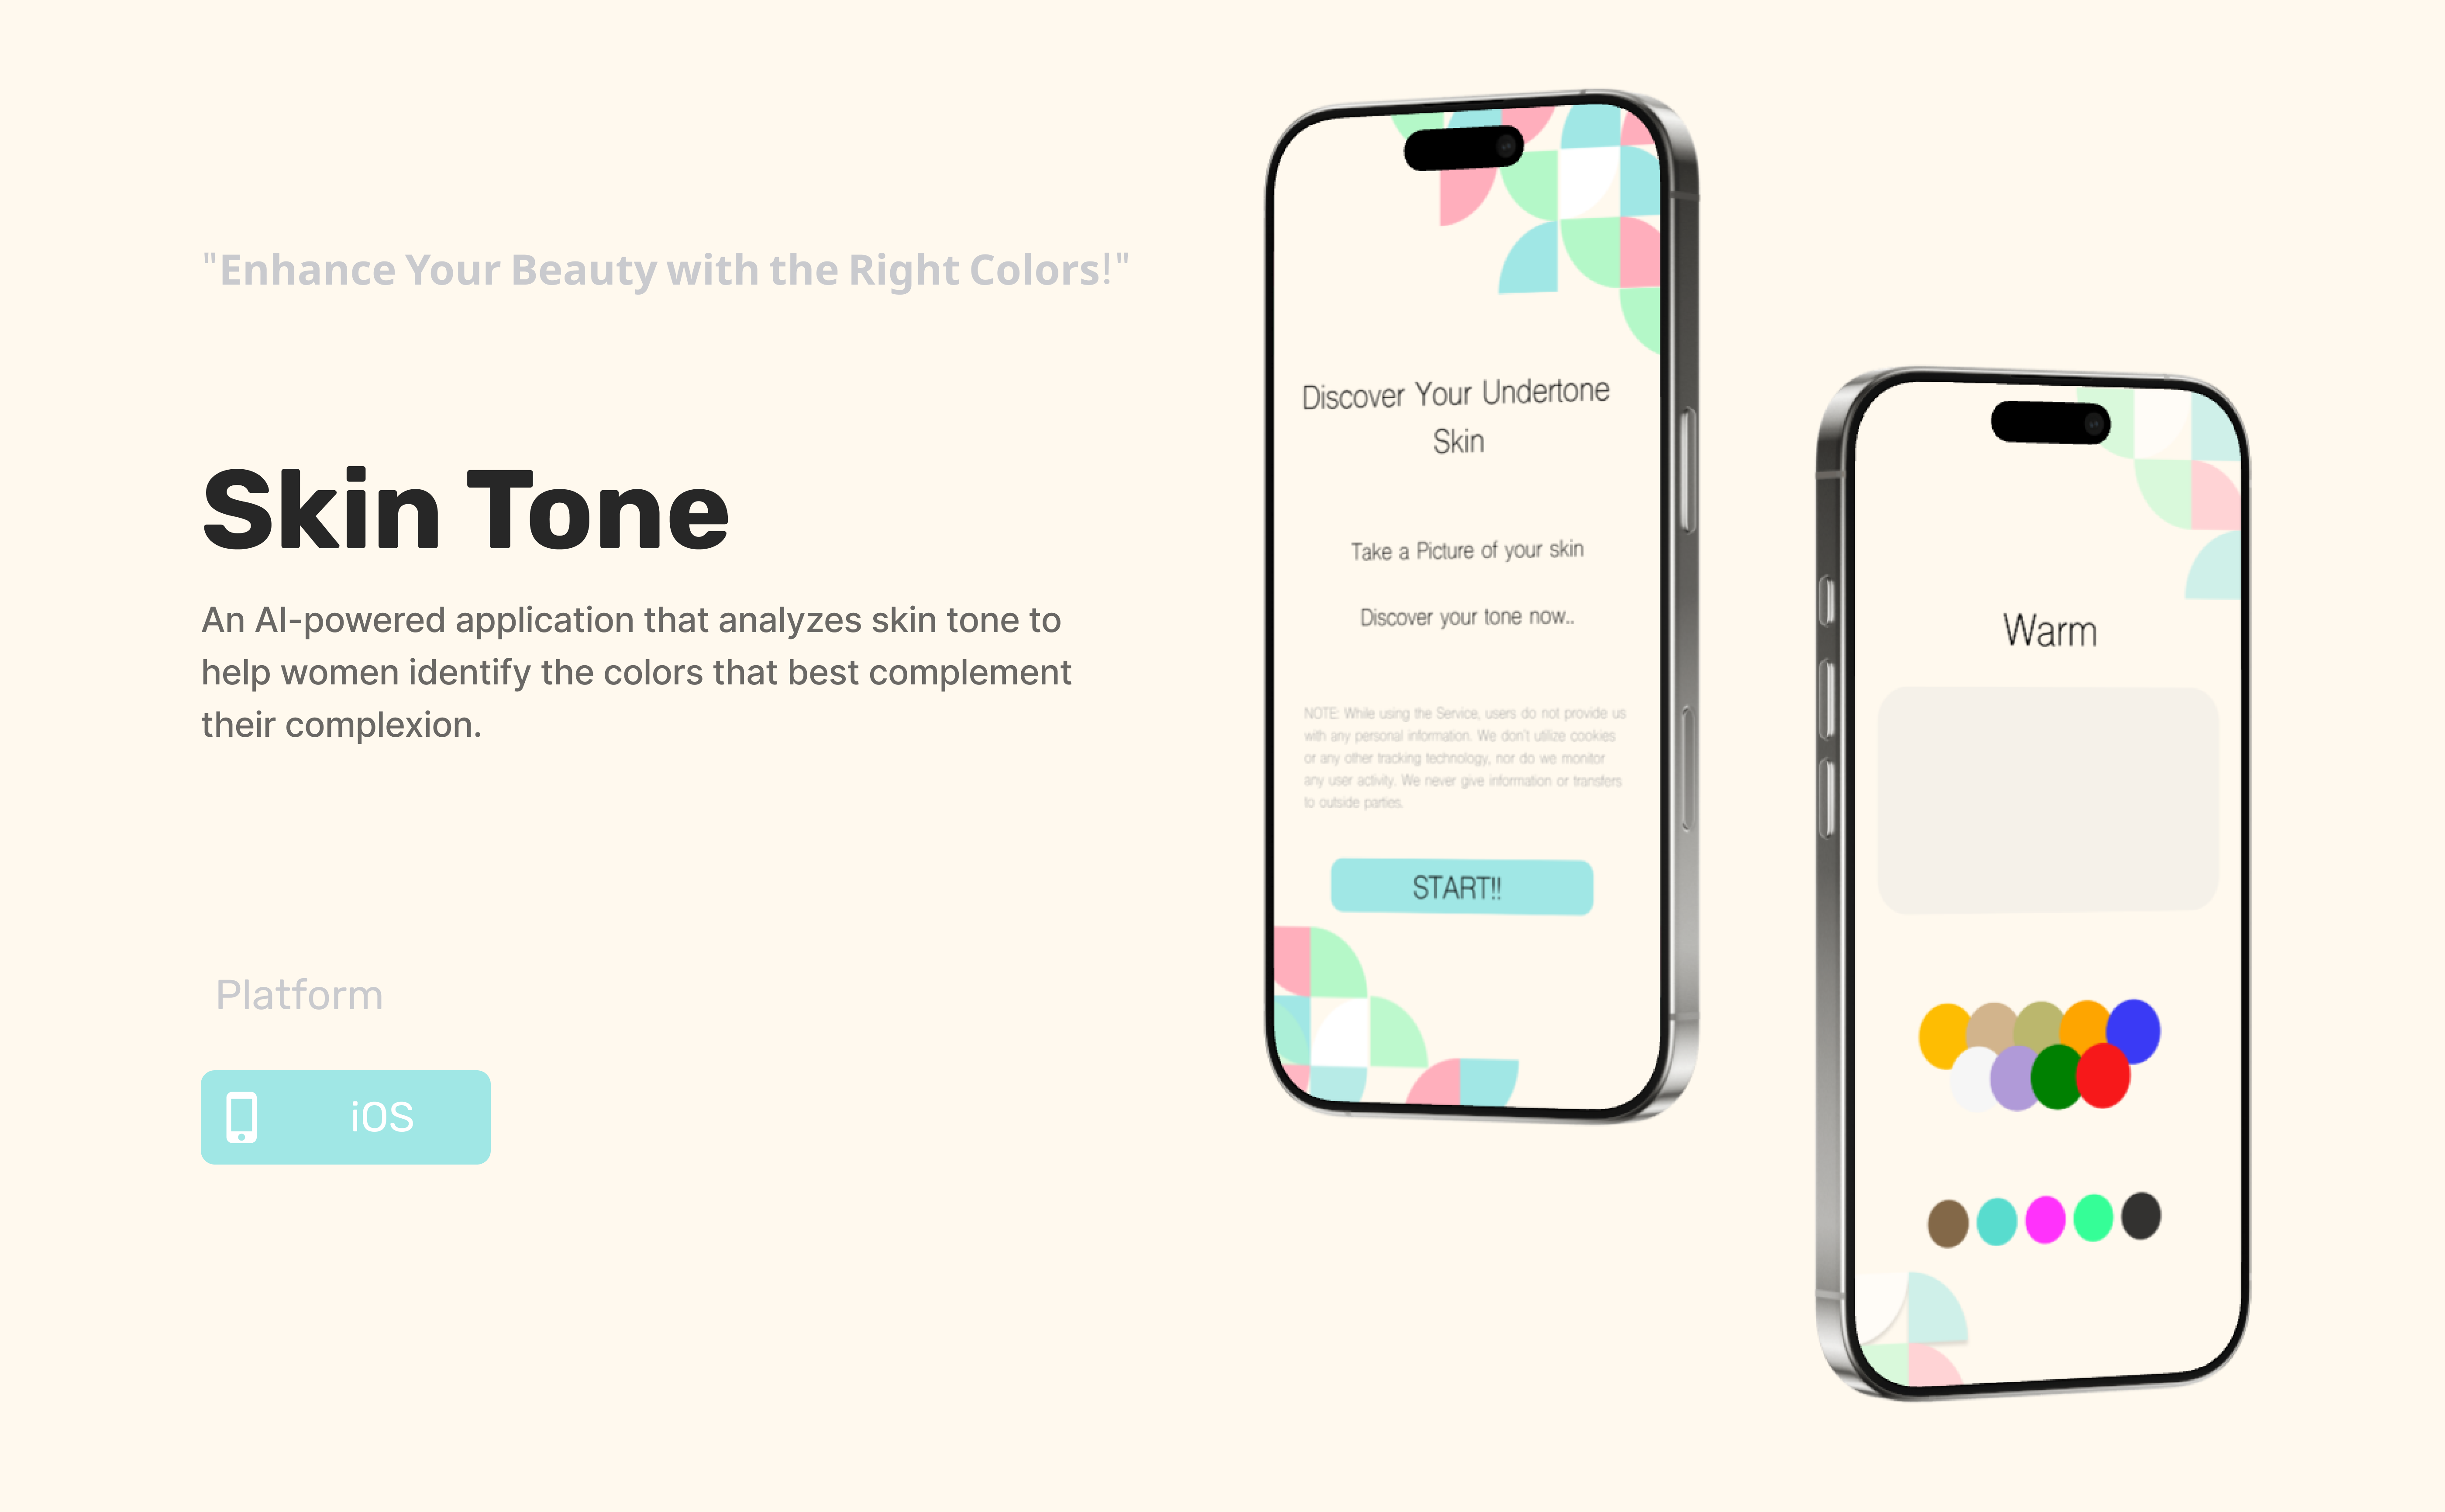 "Enhance Your Beauty with the Right Colors!"
Skin Tone
An AI-powered application that analyzes skin tone to
help women identify the colors that best complement
their complexion.
Platform
iOS
Discover Your Undertone
Skin
Take a Picture of your skin
Discover your tone now..
NOTE: While using the Service, users do not provide us
with any personal information. We don't utilize cookies
or any other tracking technology, nor do we monitor
any user activity. We never give information or transfers
to outside parties.
START!!
Warm